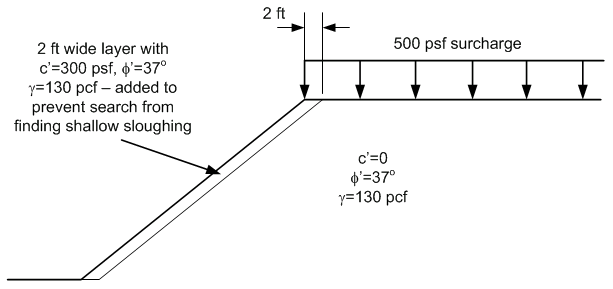 2 ft
500 psf surcharge
2 ft wide layer with
c'=300 psf, ϕ'=37°
γ=130 pcf – added to
prevent search from
finding shallow sloughing
c'=0
ϕ'=37°
γ=130 pcf